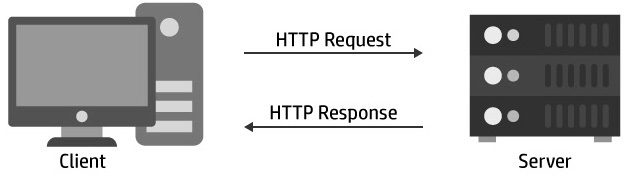 HTTP Request
HTTP Response
Client
Server